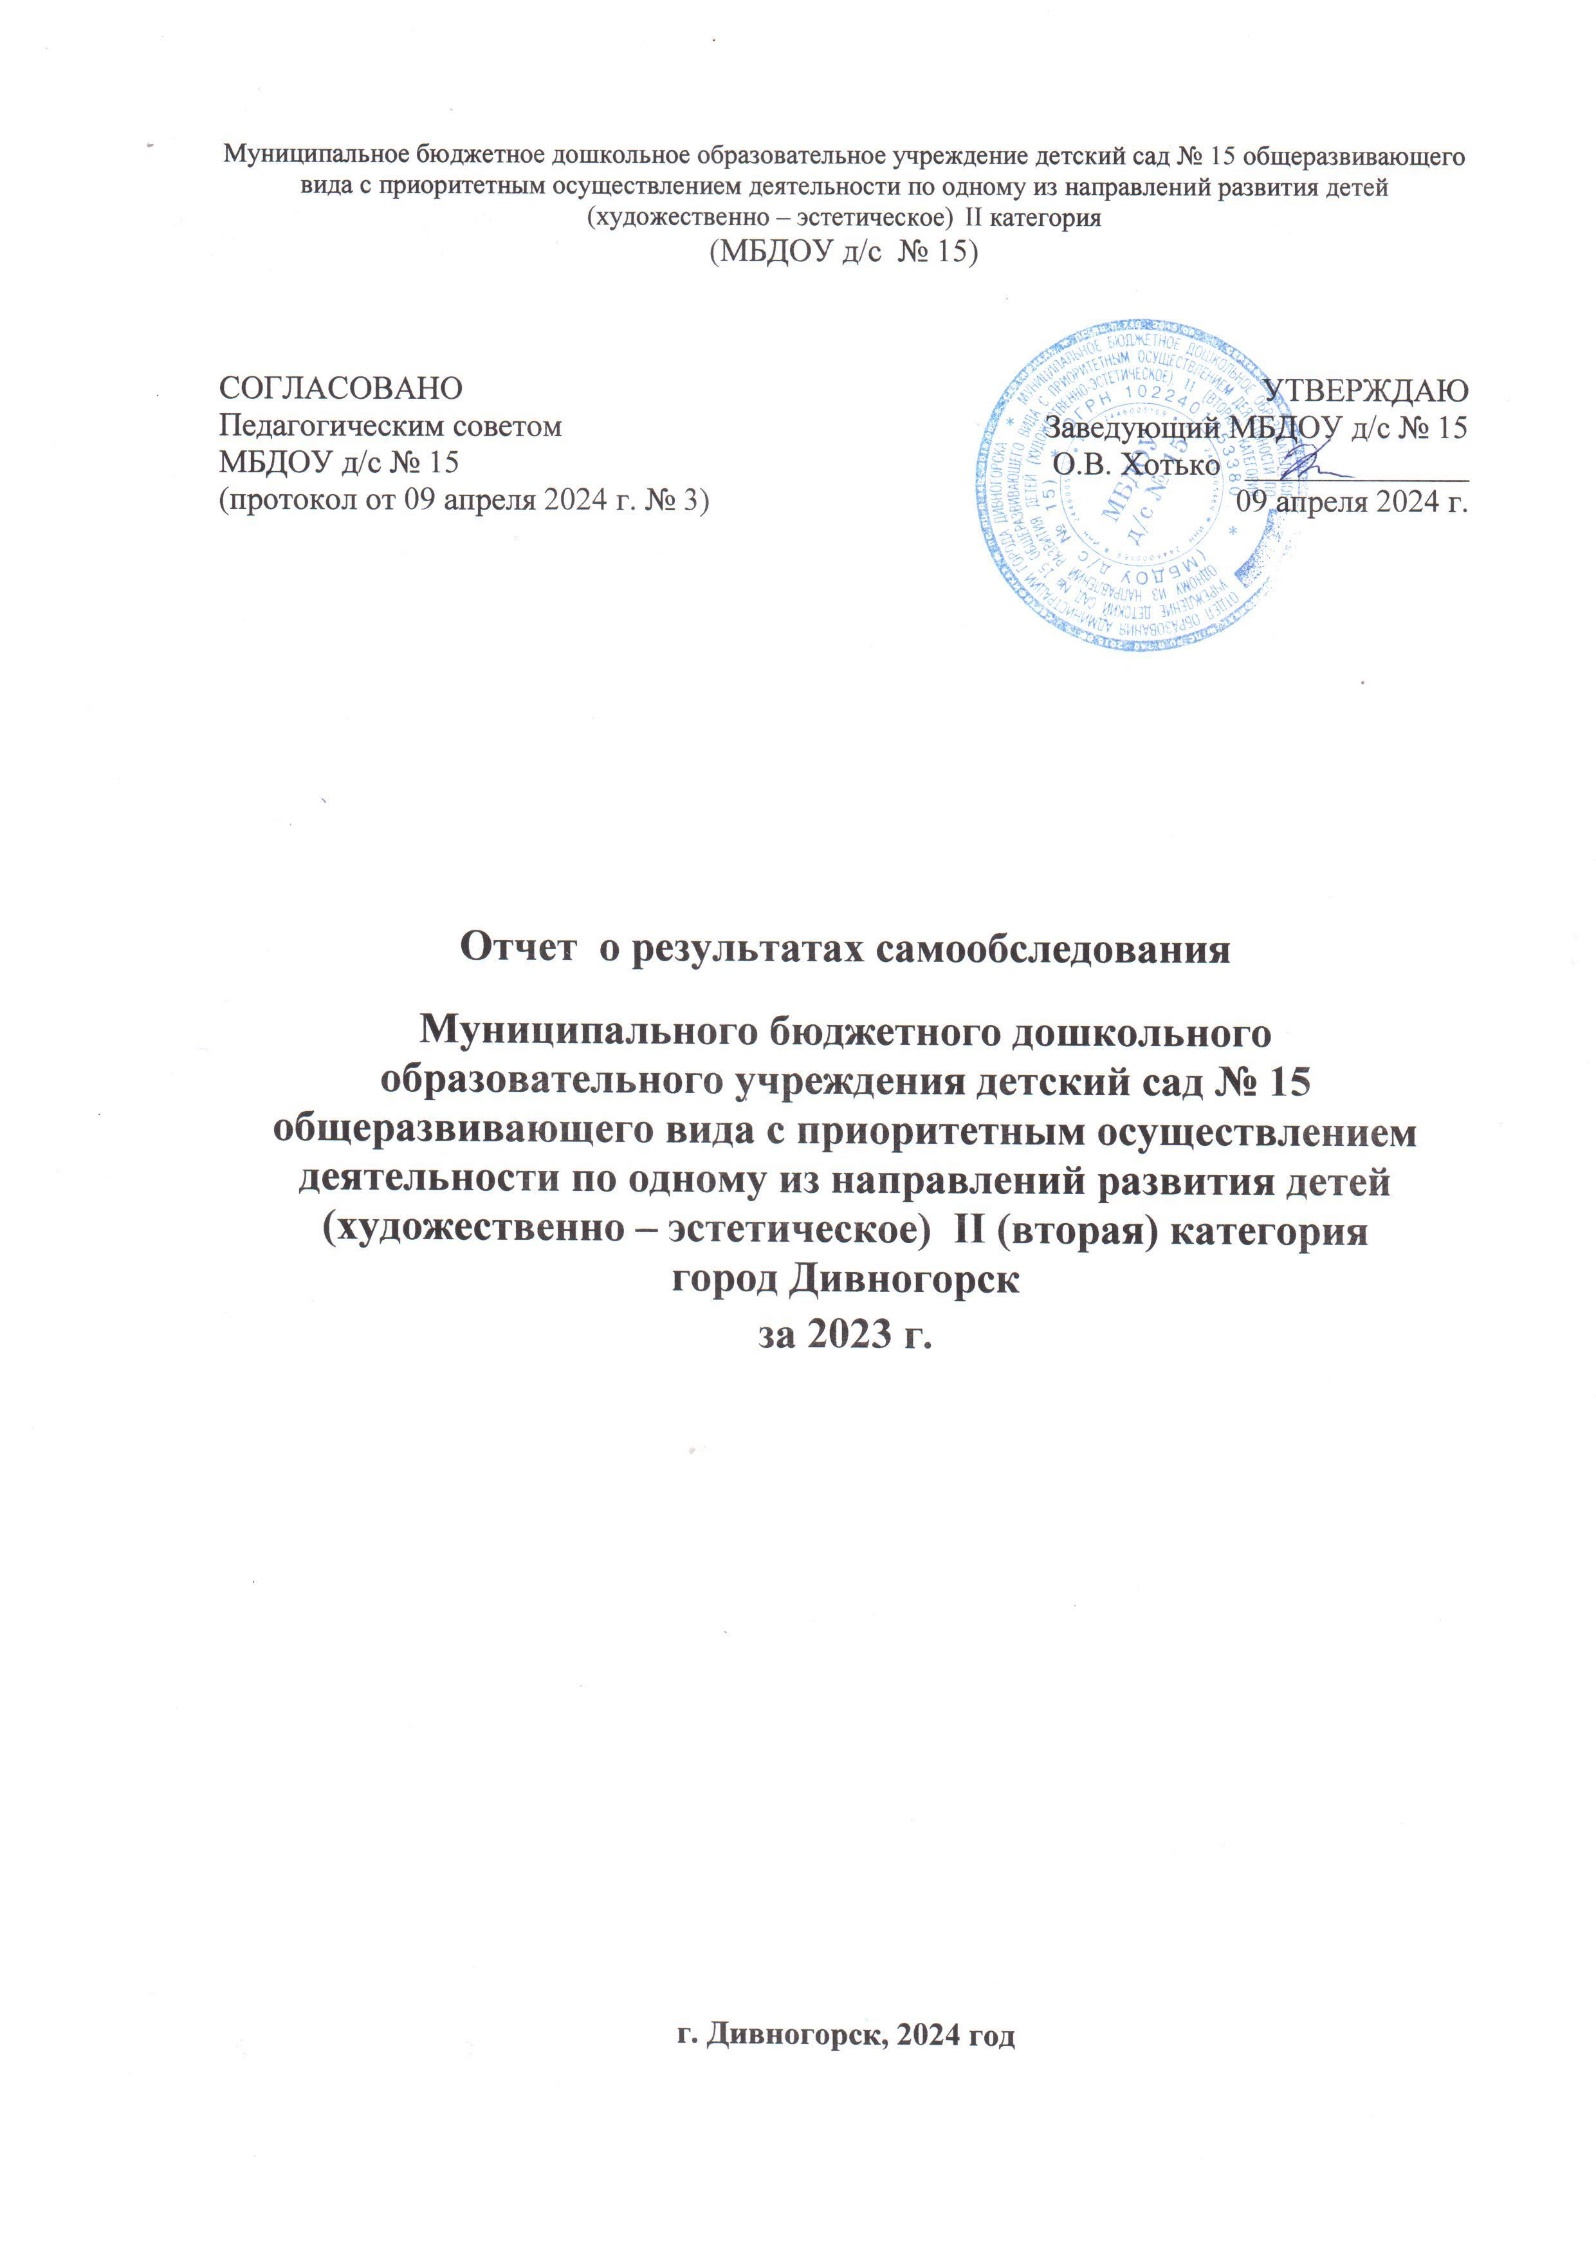 Муниципальное бюджетное дошкольное образовательное учреждение детский сад № 15 общеразвивающего
вида с приоритетным осуществлением деятельности по одному из направлений развития детей
(художественно – эстетическое) II категория
(МБДОУ д/с № 15)
СОГЛАСОВАНО
Педагогическим советом
МБДОУ д/с № 15
(протокол от 09 апреля 2024 г. № 3)
УТВЕРЖДАЮ
Заведующий МБДОУ д/с № 15
О.В. Хотько
09 апреля 2024 г.
МБДОУ
д/с № 15
Отчет о результатах самообследования
Муниципального бюджетного дошкольного
образовательного учреждения детский сад № 15
общеразвивающего вида с приоритетным осуществлением
деятельности по одному из направлений развития детей
(художественно – эстетическое) II (вторая) категория
город Дивногорск
за 2023 г.
г. Дивногорск, 2024 год